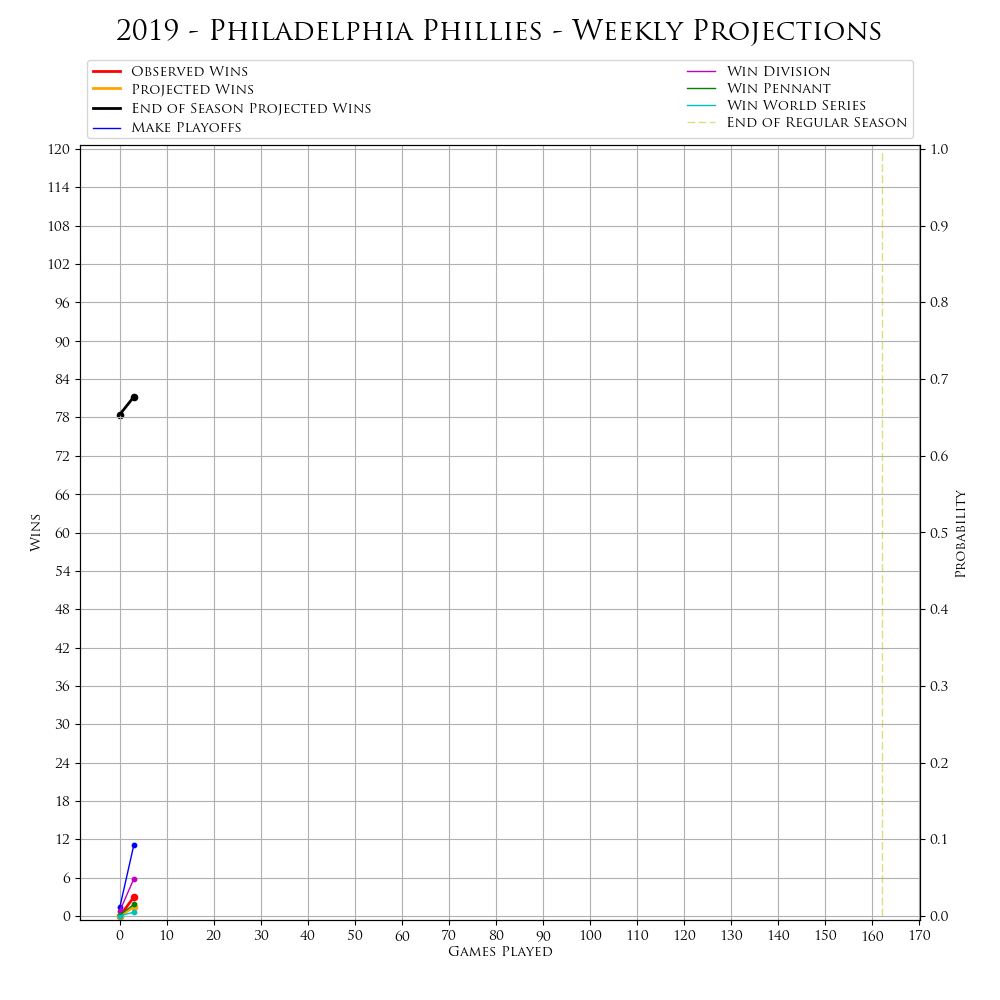 2019 - Philadelphia Phillies - Weekly Projections
Observed Wins
Projected Wins
End of Season Projected Wins
Make Playoffs
Win Division
Win Pennant
Win World Series
End of Regular Season
120
114
108
102
96
90
84
78
72
66
60
54
48
42
36
30
24
18
12
6
0
Wins
1.0
0.9
0.8
0.7
0.6
0.5
0.4
0.3
0.2
0.1
0.0
Probability
0 10 20 30 40 50 60 70 80 90 100 110 120 130 140 150 160 170
Games Played